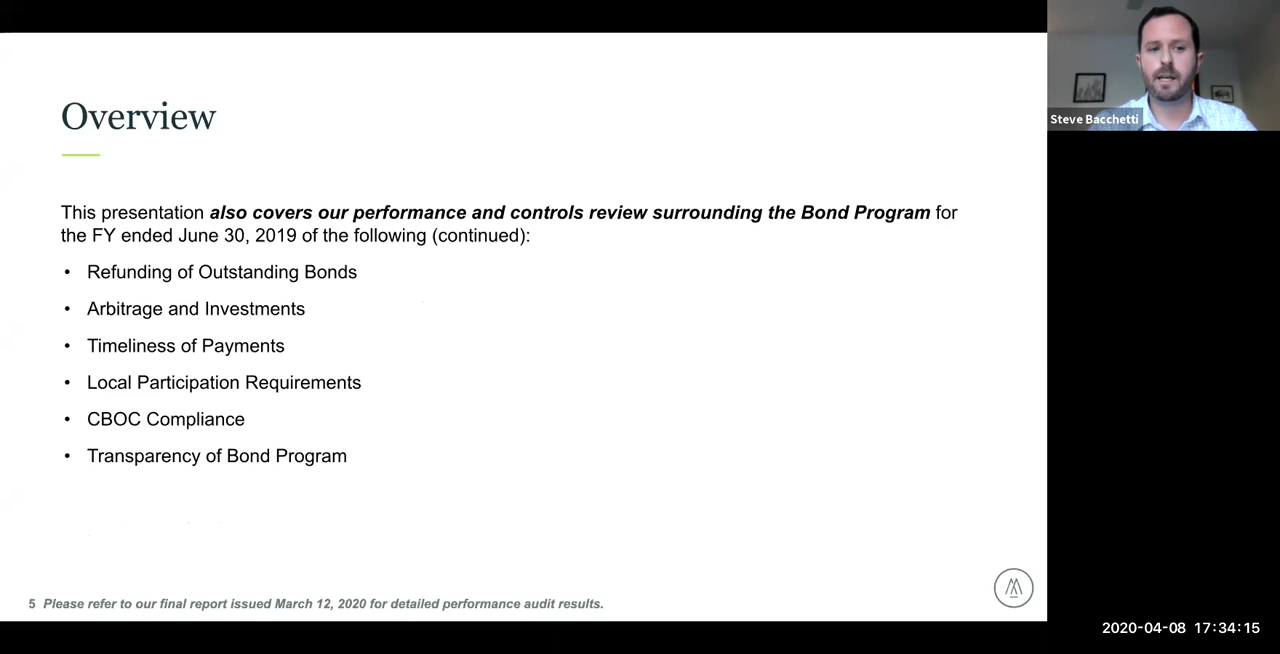 Overview
This presentation also covers our performance and controls review surrounding the Bond Program for
the FY ended June 30, 2019 of the following (continued):
• Refunding of Outstanding Bonds
• Arbitrage and Investments
• Timeliness of Payments
• Local Participation Requirements
• CBOC Compliance
• Transparency of Bond Program
5 Please refer to our final report issued March 12, 2020 for detailed performance audit results.
Steve Bacchetti
2020-04-08 17:34:15